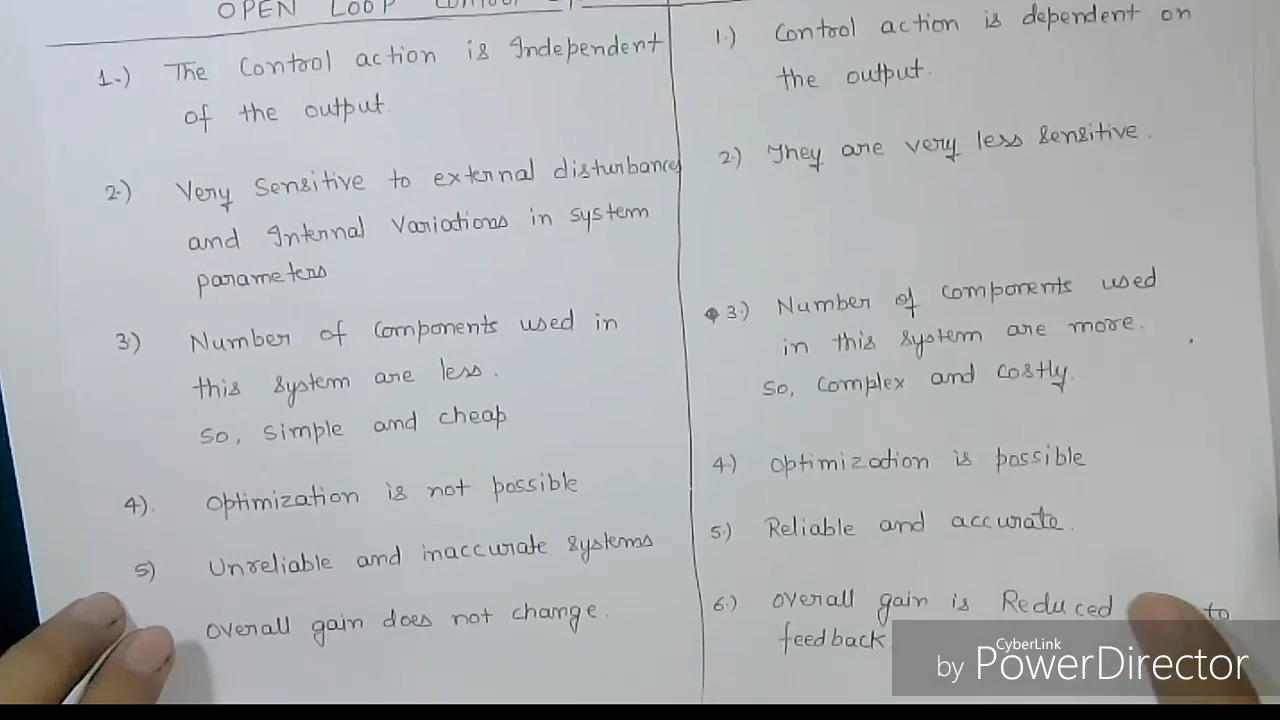 OPEN LOOP
1.) The Control action is Independent
of the output.
2.) Very Sensitive to external disturbances
and Internal Variations in system
parameters
3) Number of Components used in
this system are less.
so, simple and cheap
4). Optimization is not possible
5) Unreliable and inaccurate systems
overall gain does not change.
1.) Control action is dependent on
the output.
2.) They are very less sensitive.
3.) Number of components used
in this system are more.
so, complex and costly.
4.) Optimization is possible
5.) Reliable and accurate.
6.) overall gain is Reduced to
feedback
CyberLink
by PowerDirector